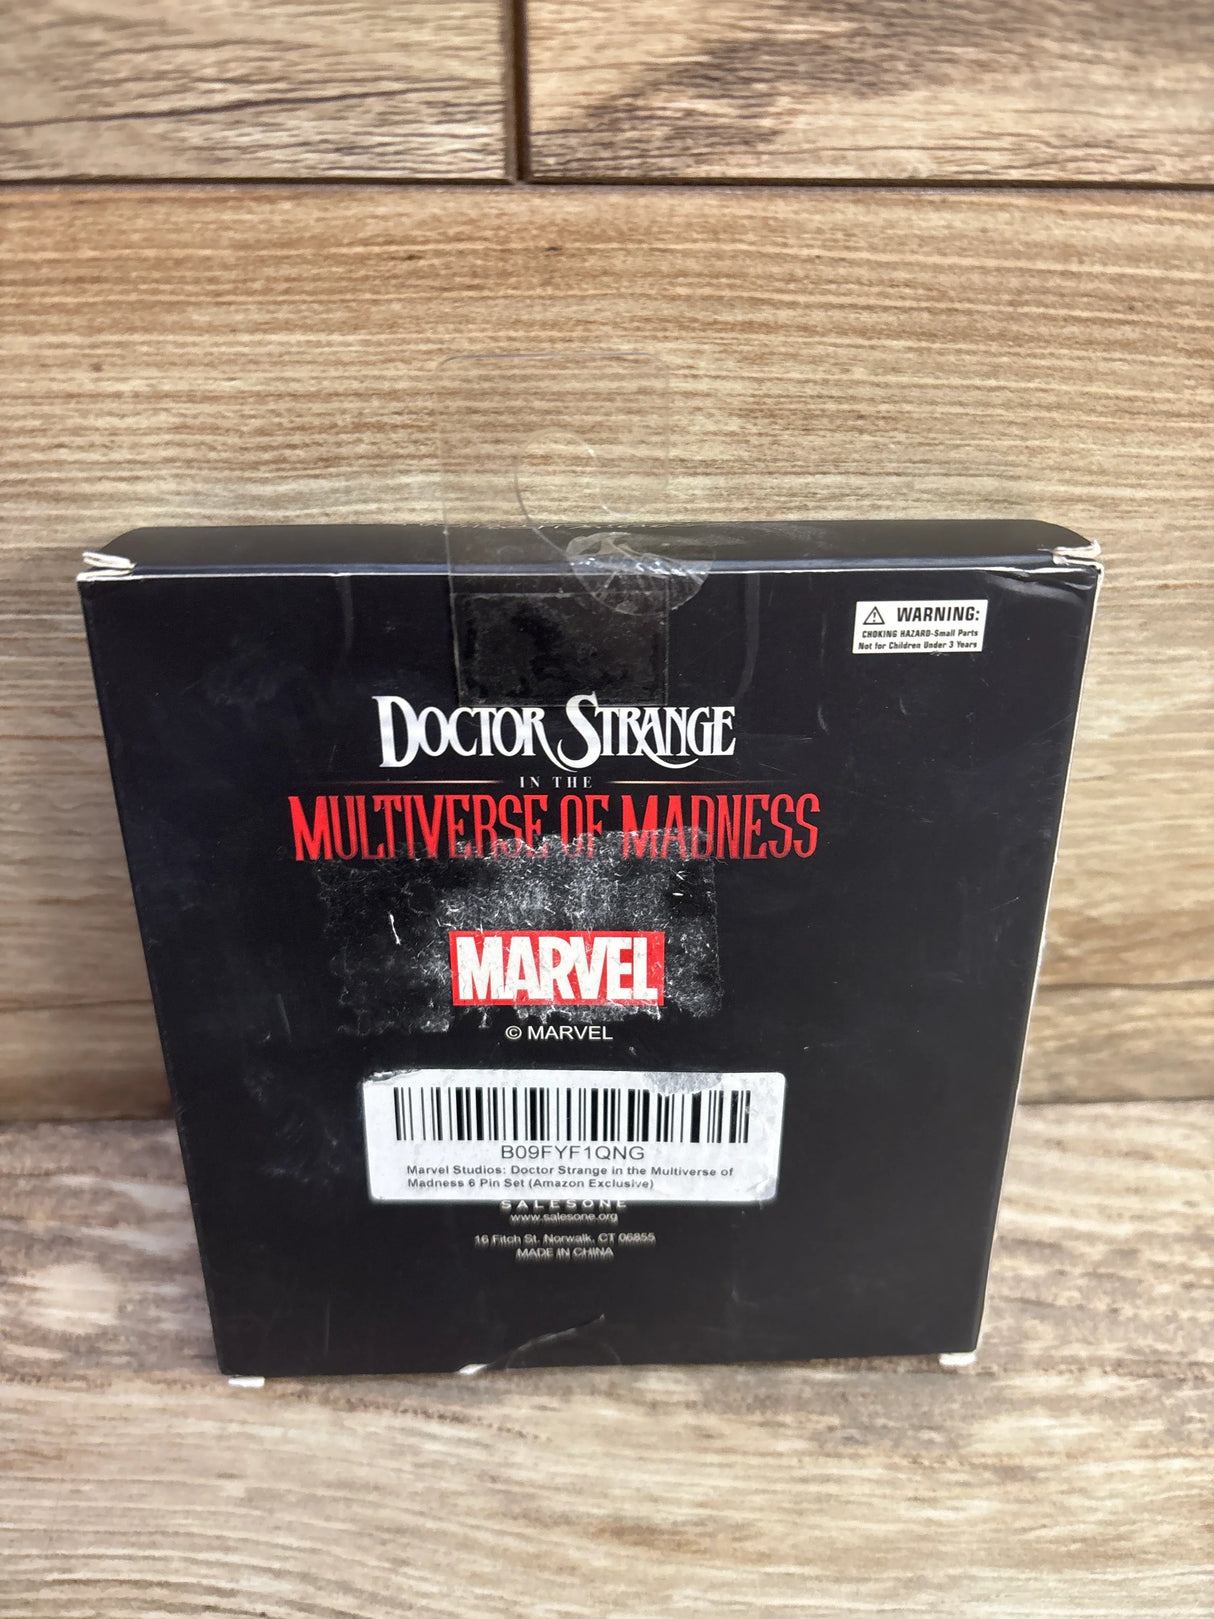 ⚠ WARNING:
CHOKING HAZARD-Small Parts
Not for Children Under 3 Years
DOCTOR STRANGE
IN THE
MULTIVERSE OF MADNESS
MARVEL
© MARVEL
B09FYF1QNG
Marvel Studios: Doctor Strange in the Multiverse of
Madness 6 Pin Set (Amazon Exclusive)
SALESONE
www.salesone.org
16 Fitch St. Norwalk, CT 06855
MADE IN CHINA